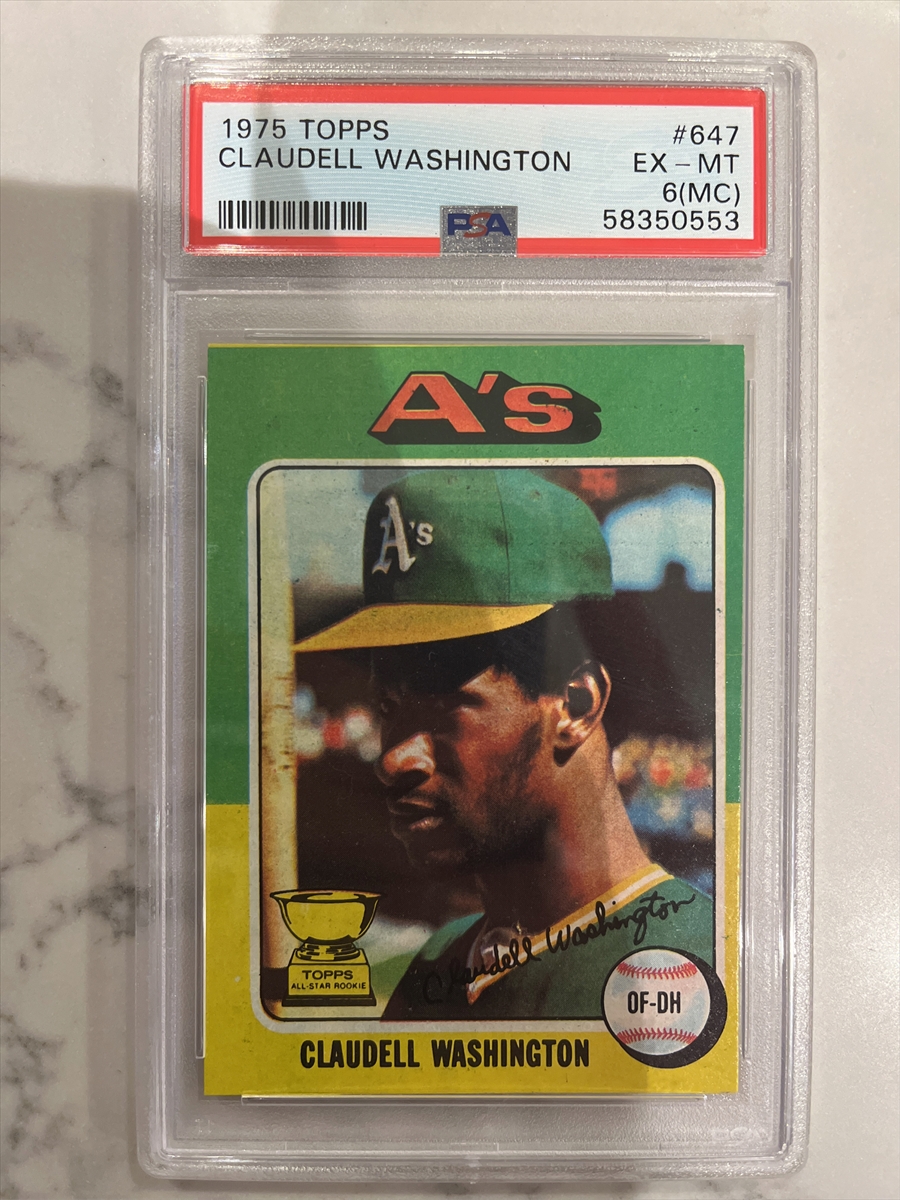 1975 TOPPS #647
CLAUDELL WASHINGTON EX - MT
6(MC)
PSA 58350553
A's
A's
Claudell Washington
TOPPS
ALL-STAR ROOKIE
OF-DH
CLAUDELL WASHINGTON